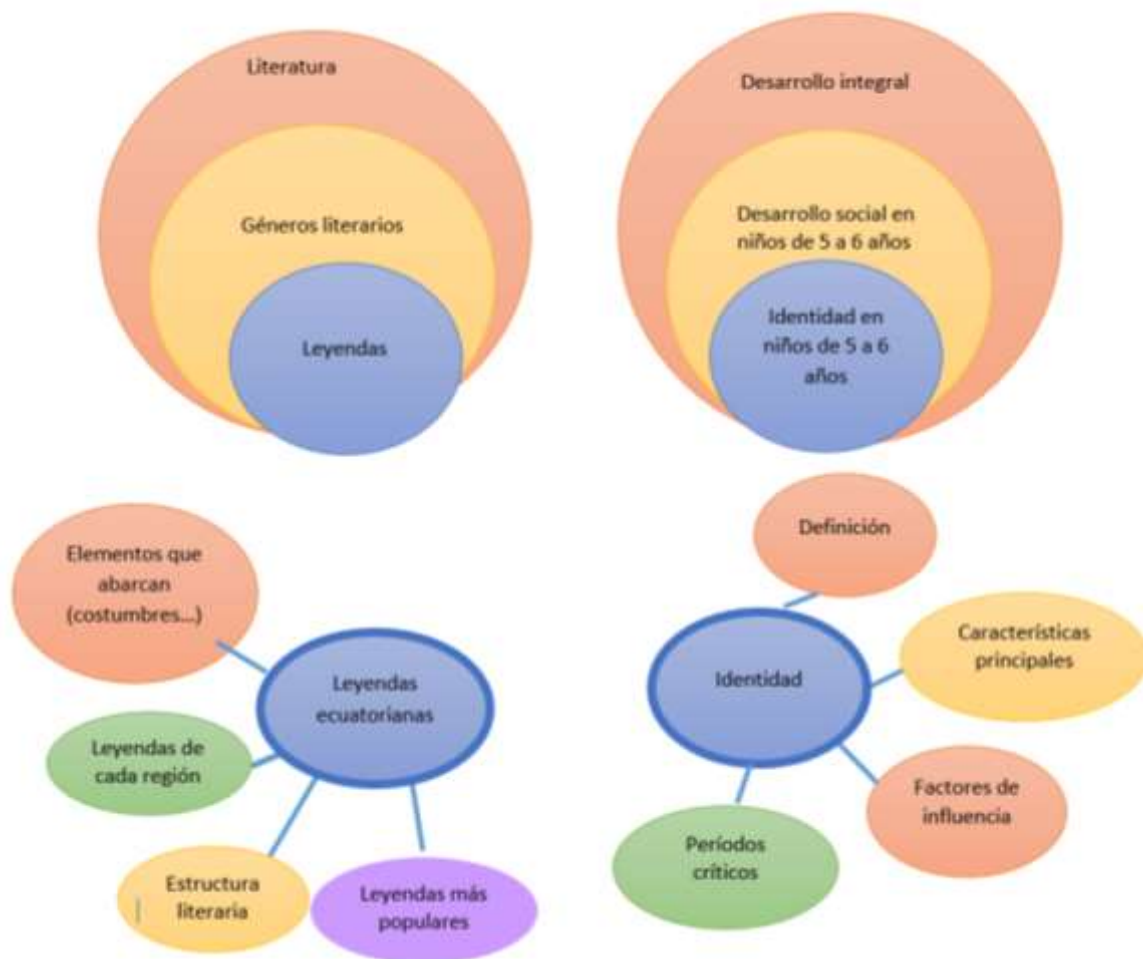 Literatura
Géneros literarios
Leyendas
Desarrollo integral
Desarrollo social en
niños de 5 a 6 años
Identidad en
niños de 5 a 6
años
Elementos que
abarcan
(costumbres...)
Leyendas
ecuatorianas
Leyendas de
cada región
Estructura
literaria
Leyendas más
populares
Definición
Identidad
Características
principales
Factores de
influencia
Períodos
críticos